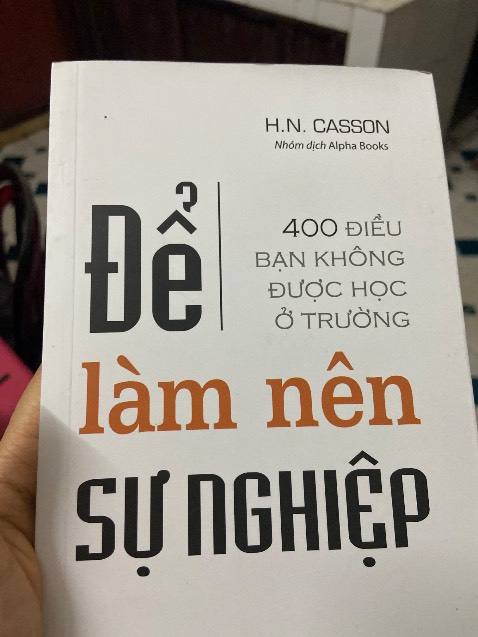 H.N. CASSON
Nhóm dịch Alpha Books
Để
400 ĐIỀU
BẠN KHÔNG
ĐƯỢC HỌC
Ở TRƯỜNG
làm nên
SỰ NGHIỆP